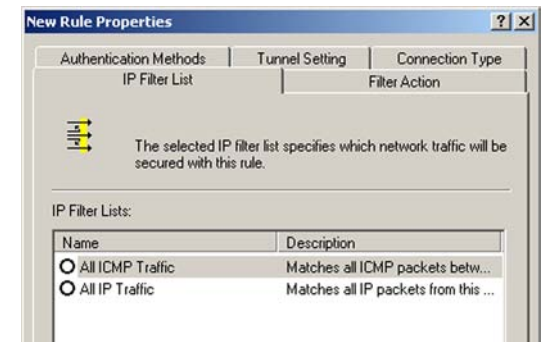 New Rule Properties
Authentication Methods Tunnel Setting Connection Type
IP Filter List Filter Action
The selected IP filter list specifies which network traffic will be
secured with this rule.
IP Filter Lists:
Name Description
All ICMP Traffic Matches all ICMP packets betw...
All IP Traffic Matches all IP packets from this ...